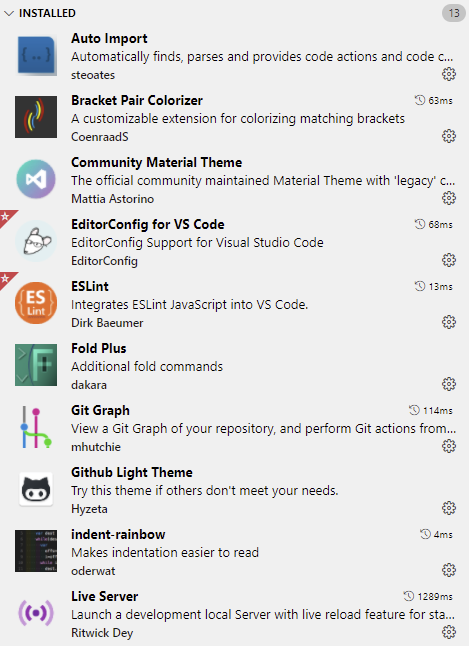 INSTALLED 13
{..}
Auto Import
Automatically finds, parses and provides code actions and code c...
steoates
Bracket Pair Colorizer 63ms
A customizable extension for colorizing matching brackets
CoenraadS
Community Material Theme
The official community maintained Material Theme with 'legacy' c...
Mattia Astorino
EditorConfig for VS Code 68ms
EditorConfig Support for Visual Studio Code
EditorConfig
ES
Lint
ESLint 13ms
Integrates ESLint JavaScript into VS Code.
Dirk Baeumer
F
Fold Plus
Additional fold commands
dakara
Git Graph 114ms
View a Git Graph of your repository, and perform Git actions from...
mhutchie
Github Light Theme
Try this theme if others don't meet your needs.
Hyzeta
indent-rainbow 4ms
Makes indentation easier to read
oderwat
Live Server 1289ms
Launch a development local Server with live reload feature for sta...
Ritwick Dey